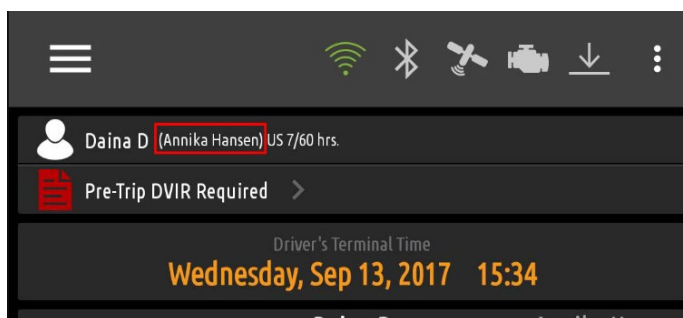 Daina D (Annika Hansen) US 7/60 hrs.
Pre-Trip DVIR Required
Driver's Terminal Time
Wednesday, Sep 13, 2017 15:34